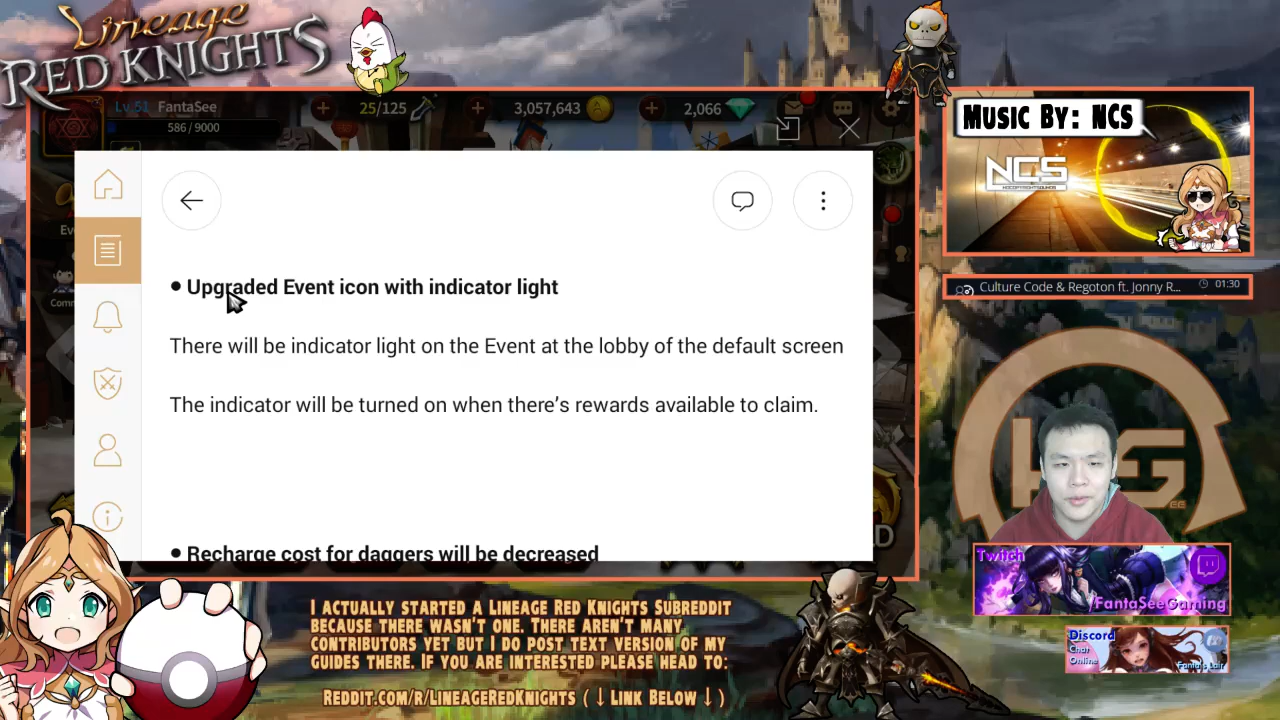 Lineage
RED KNIGHTS
Lv.51 FantaSee
586 / 9000
25/125
3,057,643
2,066
● Upgraded Event icon with indicator light
There will be indicator light on the Event at the lobby of the default screen
The indicator will be turned on when there's rewards available to claim.
● Recharge cost for daggers will be decreased
MUSIC BY: NCS
NCS
Culture Code & Regoton ft. Jonny R...
01:30
Twitch
/FantaSeeGaming
Discord
Chat
Online
Fanta's Lair
I ACTUALLY STARTED A LINEAGE RED KNIGHTS SUBREDDIT
BECAUSE THERE WASN'T ONE. THERE AREN'T MANY
CONTRIBUTORS YET BUT I DO POST TEXT VERSION OF MY
GUIDES THERE. IF YOU ARE INTERESTED PLEASE HEAD TO:
REDDIT.COM/R/LINEAGEREDKNIGHTS ( ↓ LINK BELOW ↓ )